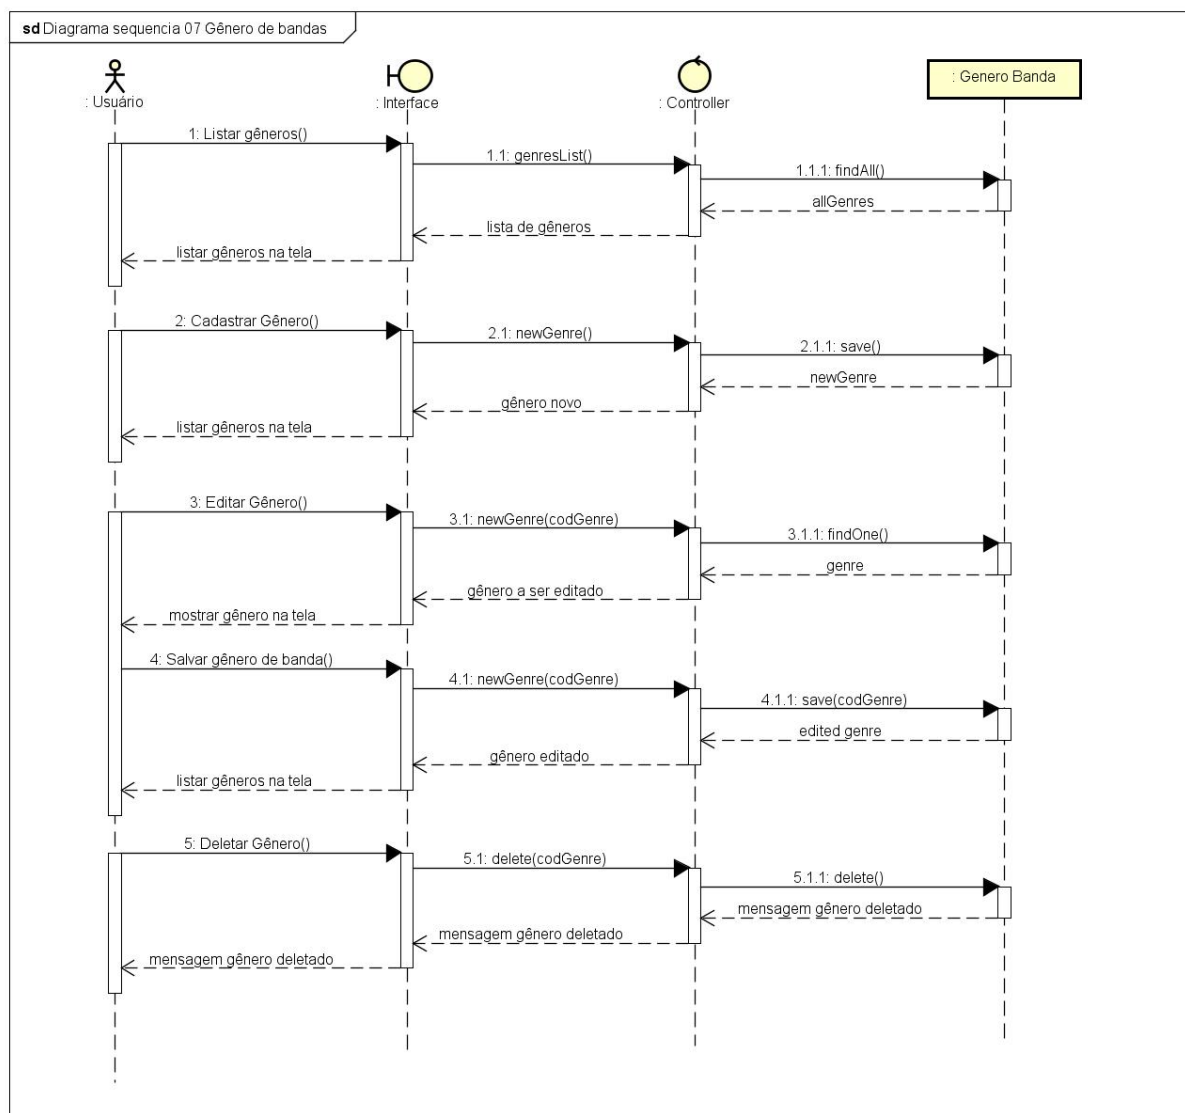 sd Diagrama sequencia 07 Gênero de bandas
: Usuário
: Interface
: Controller
: Genero Banda
1: Listar gêneros()
1.1: genresList()
1.1.1: findAll()
allGenres
lista de gêneros
listar gêneros na tela
2: Cadastrar Gênero()
2.1: newGenre()
2.1.1: save()
newGenre
gênero novo
listar gêneros na tela
3: Editar Gênero()
3.1: newGenre(codGenre)
3.1.1: findOne()
genre
gênero a ser editado
mostrar gênero na tela
4: Salvar gênero de banda()
4.1: newGenre(codGenre)
4.1.1: save(codGenre)
edited genre
gênero editado
listar gêneros na tela
5: Deletar Gênero()
5.1: delete(codGenre)
5.1.1: delete()
mensagem gênero deletado
mensagem gênero deletado
mensagem gênero deletado